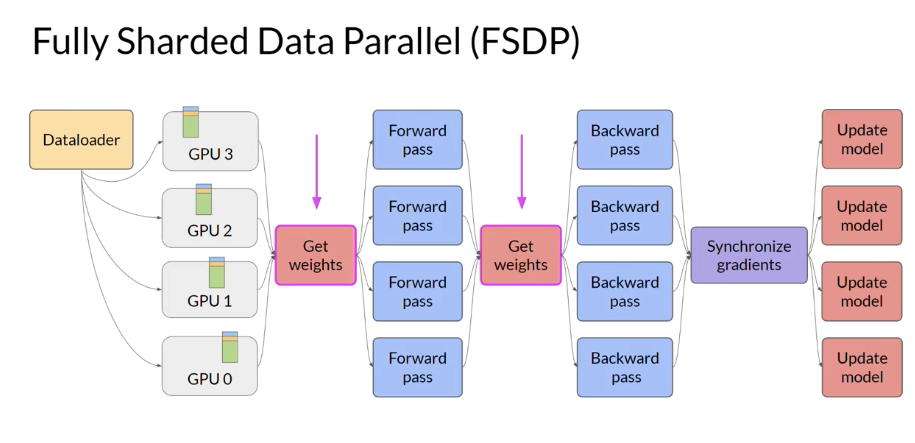 Fully Sharded Data Parallel (FSDP)
Dataloader
GPU 3
GPU 2
GPU 1
GPU 0
Get
weights
Forward
pass
Forward
pass
Forward
pass
Forward
pass
Get
weights
Backward
pass
Backward
pass
Backward
pass
Backward
pass
Synchronize
gradients
Update
model
Update
model
Update
model
Update
model